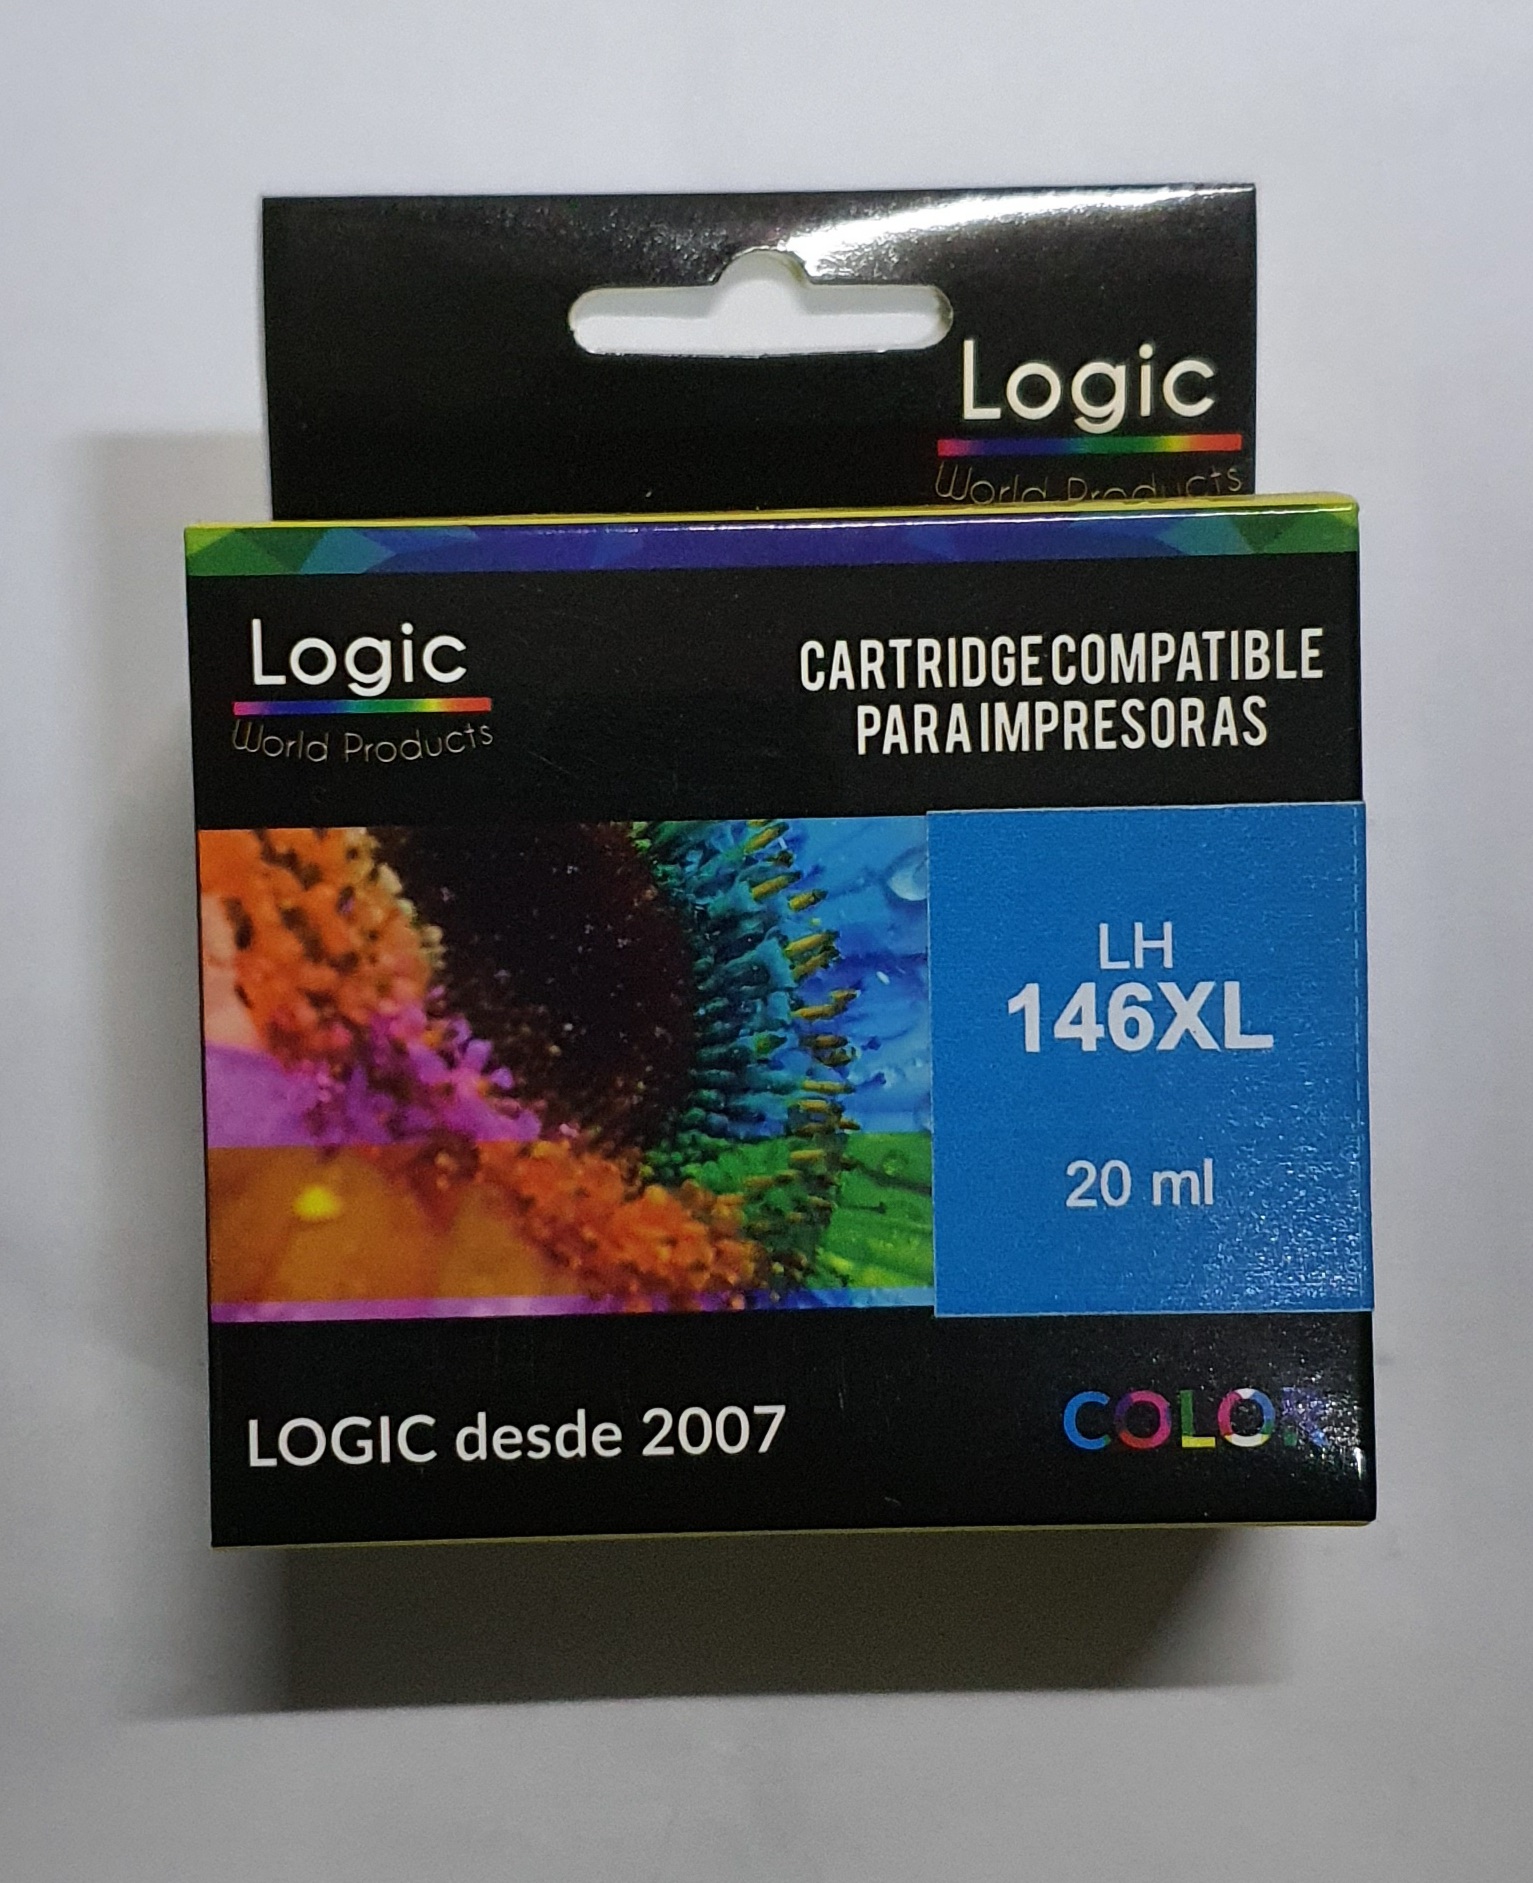 Logic
World Products
Logic
World Products
CARTRIDGE COMPATIBLE
PARA IMPRESORAS
LH
146XL
20 ml
LOGIC desde 2007
COLOR